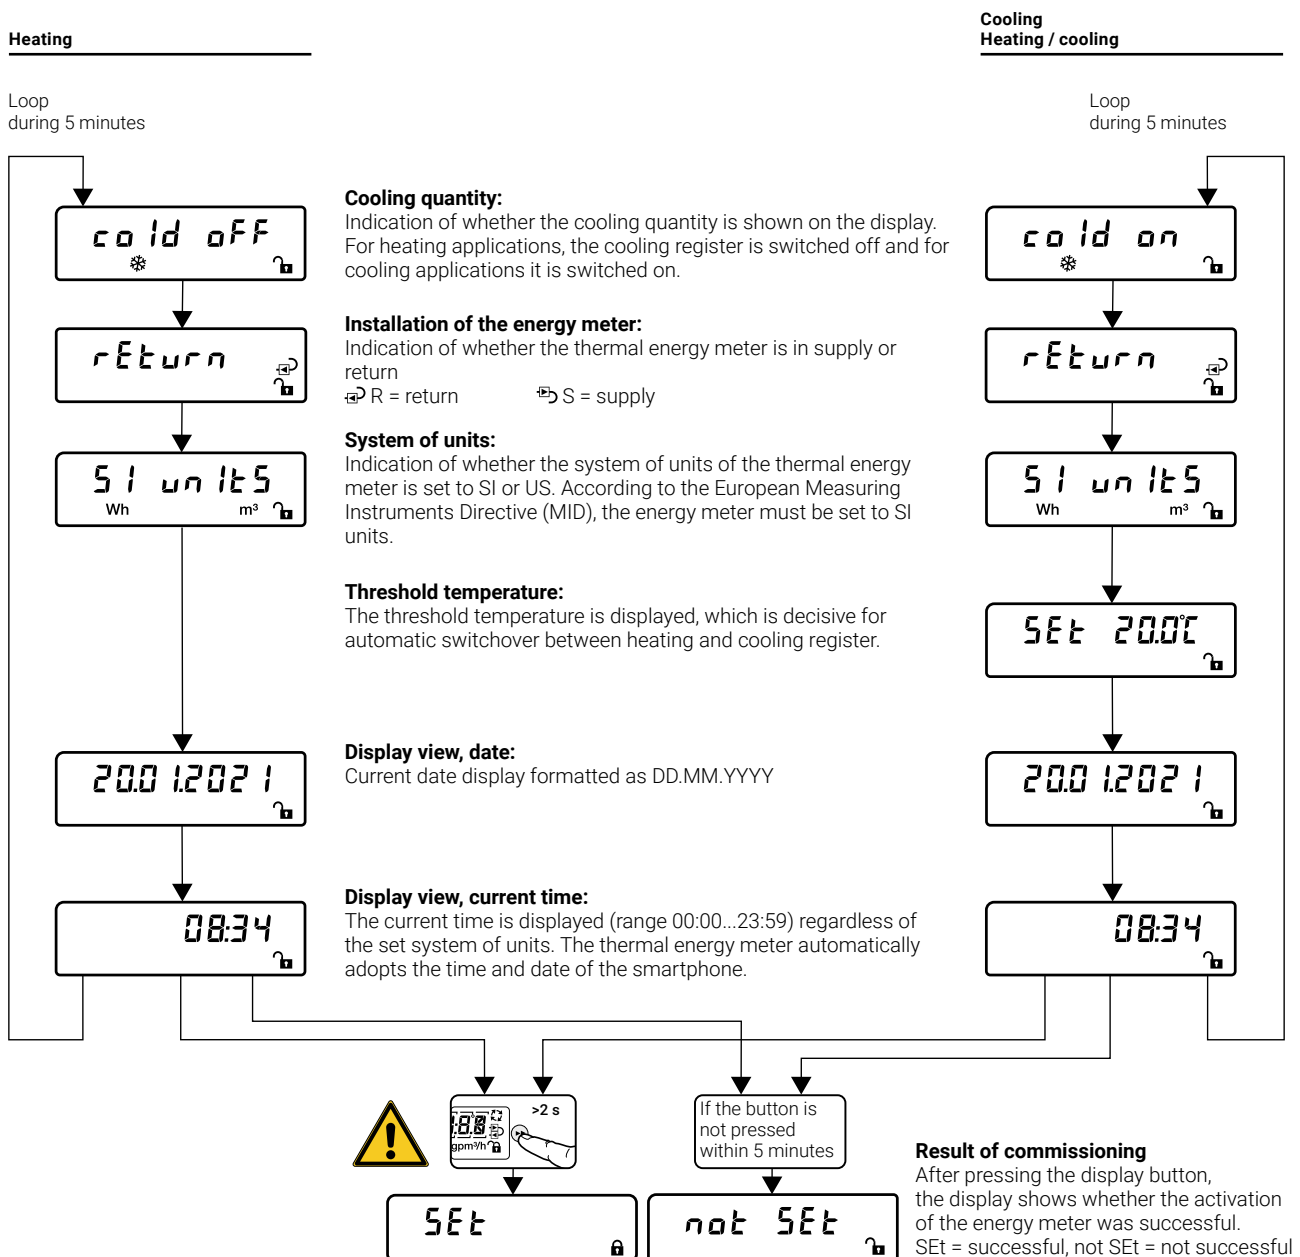 Heating
Cooling
Heating / cooling
Loop
during 5 minutes
Loop
during 5 minutes
cold oFF
Cooling quantity:
Indication of whether the cooling quantity is shown on the display.
For heating applications, the cooling register is switched off and for
cooling applications it is switched on.
cold on
rEturn
Installation of the energy meter:
Indication of whether the thermal energy meter is in supply or
return
R = return
S = supply
rEturn
SI unItS
Wh
m³
System of units:
Indication of whether the system of units of the thermal energy
meter is set to SI or US. According to the European Measuring
Instruments Directive (MID), the energy meter must be set to SI
units.
SI unItS
Wh
m³
Threshold temperature:
The threshold temperature is displayed, which is decisive for
automatic switchover between heating and cooling register.
SEt 20.0°C
20.01.2021
Display view, date:
Current date display formatted as DD.MM.YYYY
20.01.2021
08:34
Display view, current time:
The current time is displayed (range 00:00...23:59) regardless of
the set system of units. The thermal energy meter automatically
adopts the time and date of the smartphone.
08:34
>2 s
gpm³/h
If the button is
not pressed
within 5 minutes
SEt
not SEt
Result of commissioning
After pressing the display button,
the display shows whether the activation
of the energy meter was successful.
SEt = successful, not SEt = not successful